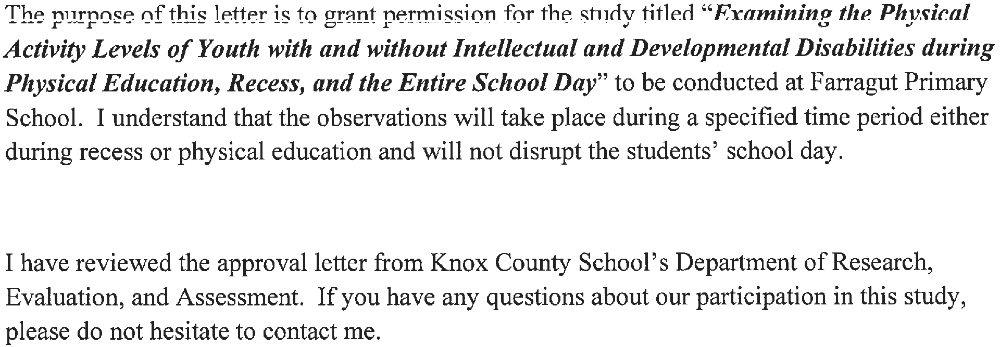 The purpose of this letter is to grant permission for the study titled “Examining the Physical
Activity Levels of Youth with and without Intellectual and Developmental Disabilities during
Physical Education, Recess, and the Entire School Day” to be conducted at Farragut Primary
School.  I understand that the observations will take place during a specified time period either
during recess or physical education and will not disrupt the students’ school day.
I have reviewed the approval letter from Knox County School’s Department of Research,
Evaluation, and Assessment.  If you have any questions about our participation in this study,
please do not hesitate to contact me.